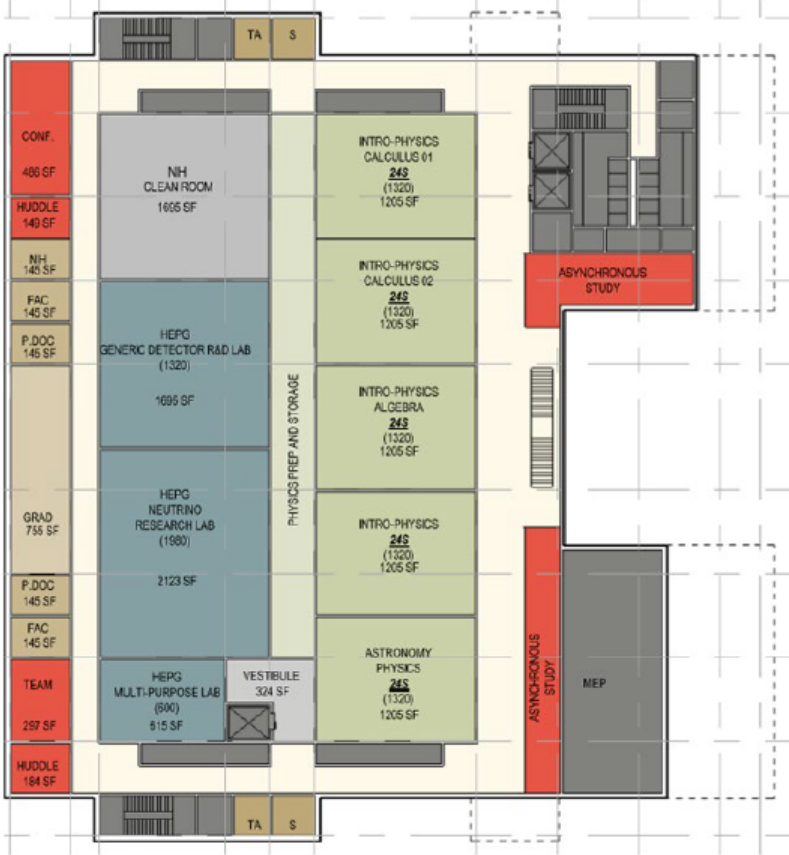 TA
S
CONF.
486 SF
HUDDLE
149 SF
NIH
145 SF
FAC
145 SF
P.DOC
145 SF
GRAD
755 SF
P.DOC
145 SF
FAC
145 SF
TEAM
297 SF
HUDDLE
184 SF
NIH
CLEAN ROOM
1695 SF
HEPG
GENERIC DETECTOR R&D LAB
(1320)
1695 SF
HEPG
NEUTRINO
RESEARCH LAB
(1980)
2123 SF
HEPG
MULTI-PURPOSE LAB
(600)
615 SF
VESTIBULE
324 SF
PHYSICS PREP AND STORAGE
INTRO-PHYSICS
CALCULUS 01
24S
(1320)
1205 SF
INTRO-PHYSICS
CALCULUS 02
24S
(1320)
1205 SF
INTRO-PHYSICS
ALGEBRA
24S
(1320)
1205 SF
INTRO-PHYSICS
24S
(1320)
1205 SF
ASTRONOMY
PHYSICS
24S
(1320)
1205 SF
ASYNCHRONOUS
STUDY
ASYNCHRONOUS
STUDY
MEP
TA
S